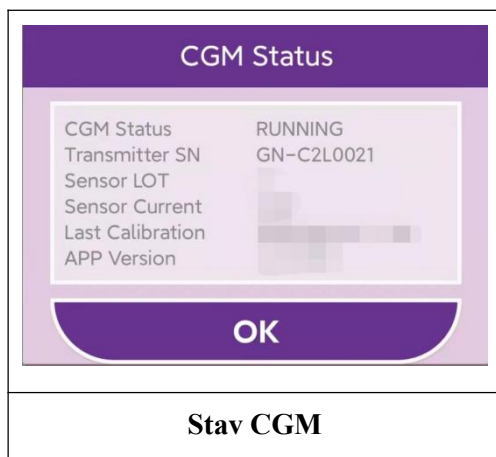 CGM Status
CGM Status RUNNING
Transmitter SN GN-C2L0021
Sensor LOT
Sensor Current
Last Calibration
APP Version
OK
Stav CGM